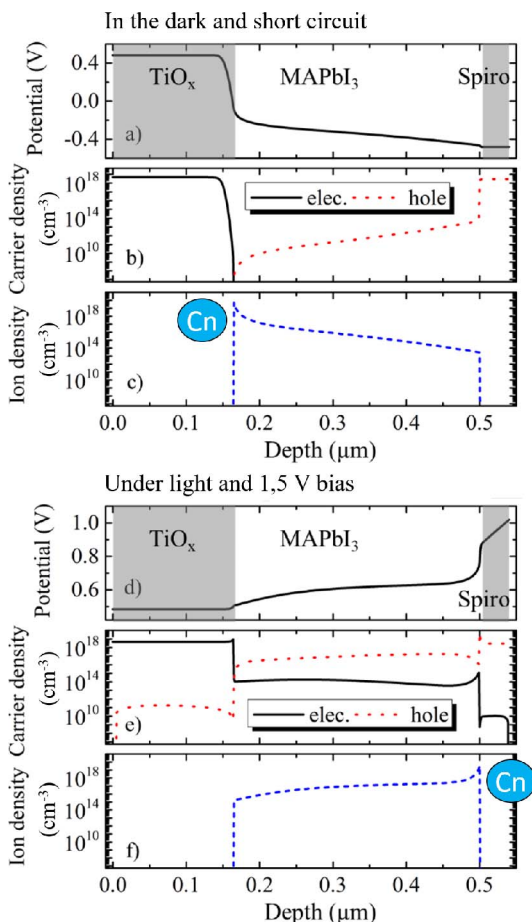 In the dark and short circuit
Potential (V)
0.4
0.0
-0.4
TiOx
MAPbI3
Spiro
a)
Carrier density
(cm-3)
10^18
10^14
10^10
elec. hole
b)
Ion density
(cm-3)
10^18
10^14
10^10
Cn
c)
0.0 0.1 0.2 0.3 0.4 0.5
Depth (μm)
Under light and 1,5 V bias
Potential (V)
1.0
0.8
0.6
TiOx
MAPbI3
Spiro
d)
Carrier density
(cm-3)
10^18
10^14
10^10
e)
elec. hole
Ion density
(cm-3)
10^18
10^14
10^10
Cn
f)
0.0 0.1 0.2 0.3 0.4 0.5
Depth (μm)